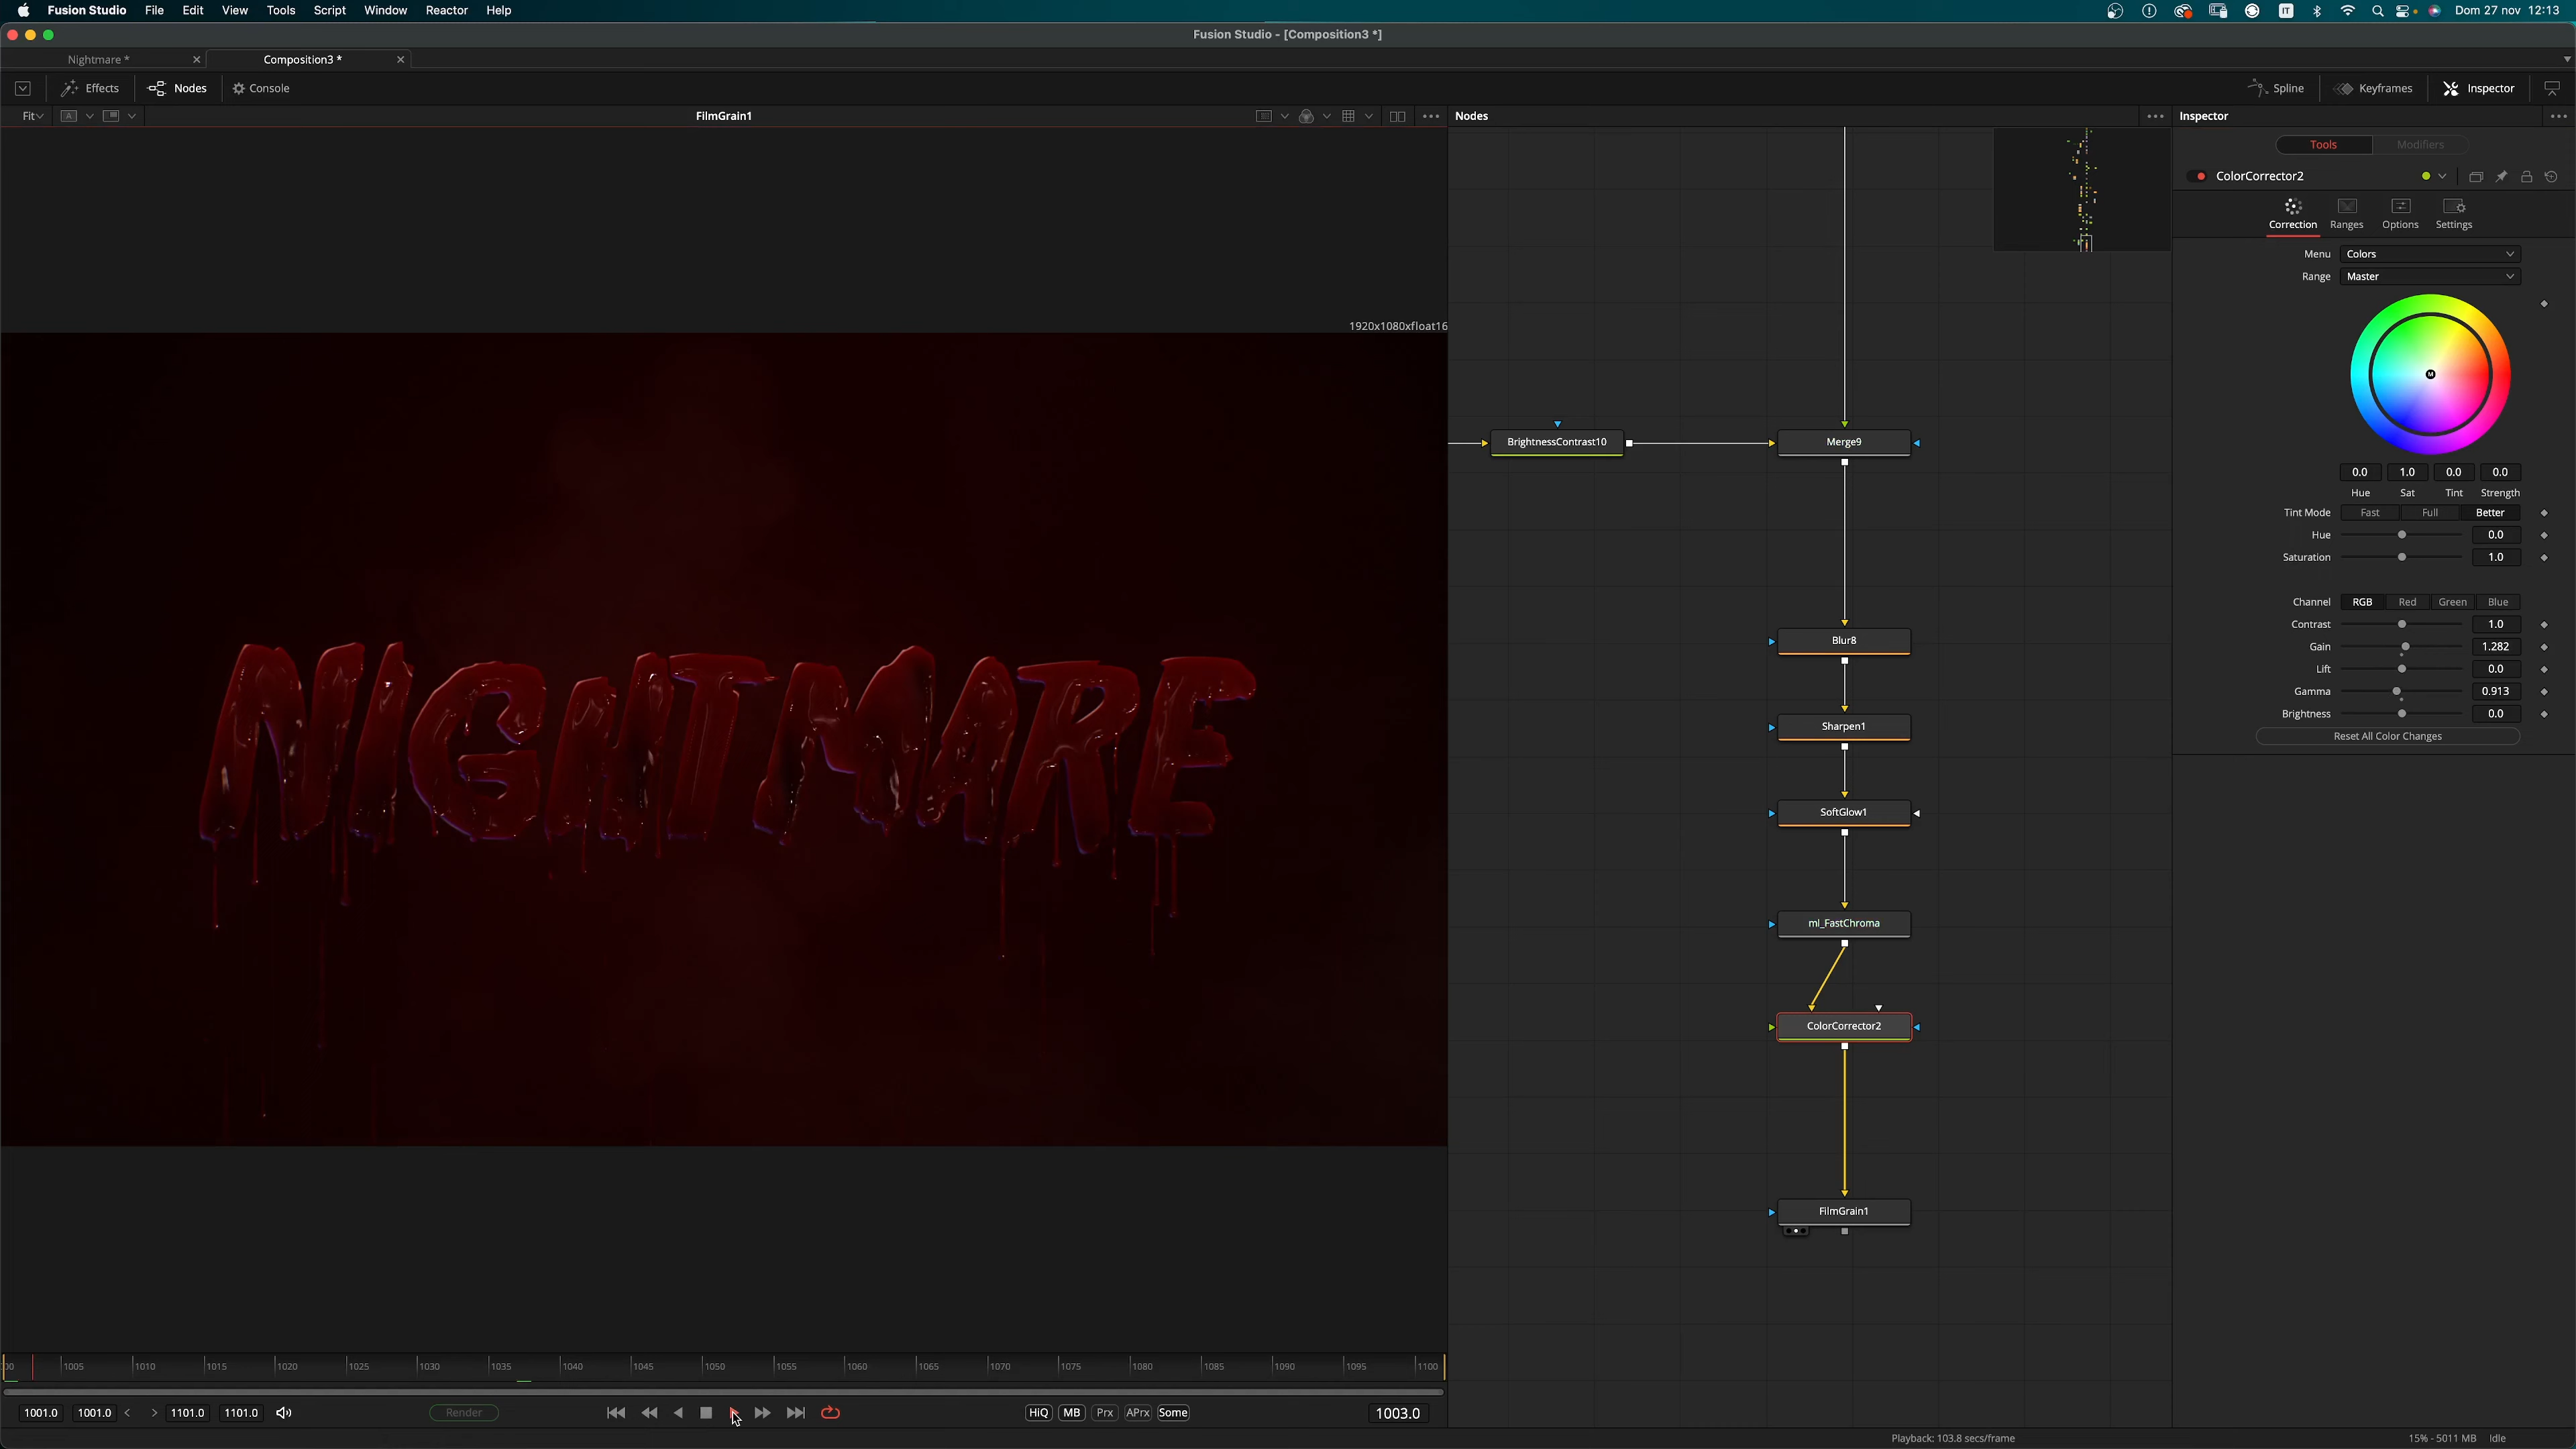 Fusion Studio File Edit View Tools Script Window Reactor Help IT Dom 27 nov 12:13
Fusion Studio - [Composition3 *]
Nightmare * Composition3 *
Effects Nodes Console Spline Keyframes Inspector
Fit A FilmGrain1 Nodes Inspector
Tools Modifiers
ColorCorrector2
Correction Ranges Options Settings
Menu Colors
Range Master
1920x1080xfloat16
M
BrightnessContrast10 Merge9
0.0 1.0 0.0 0.0
Hue Sat Tint Strength
Tint Mode Fast Full Better
Hue 0.0
Saturation 1.0
Channel RGB Red Green Blue
Contrast 1.0
Gain 1.282
Lift 0.0
Gamma 0.913
Brightness 0.0
Reset All Color Changes
NIGHTMARE
Blur8
Sharpen1
SoftGlow1
ml_FastChroma
ColorCorrector2
FilmGrain1
00 1005 1010 1015 1020 1025 1030 1035 1040 1045 1050 1055 1060 1065 1070 1075 1080 1085 1090 1095 1100
1001.0 1001.0 < > 1101.0 1101.0 Render HiQ MB Prx APrx Some 1003.0
Playback: 103.8 secs/frame 15% - 5011 MB Idle